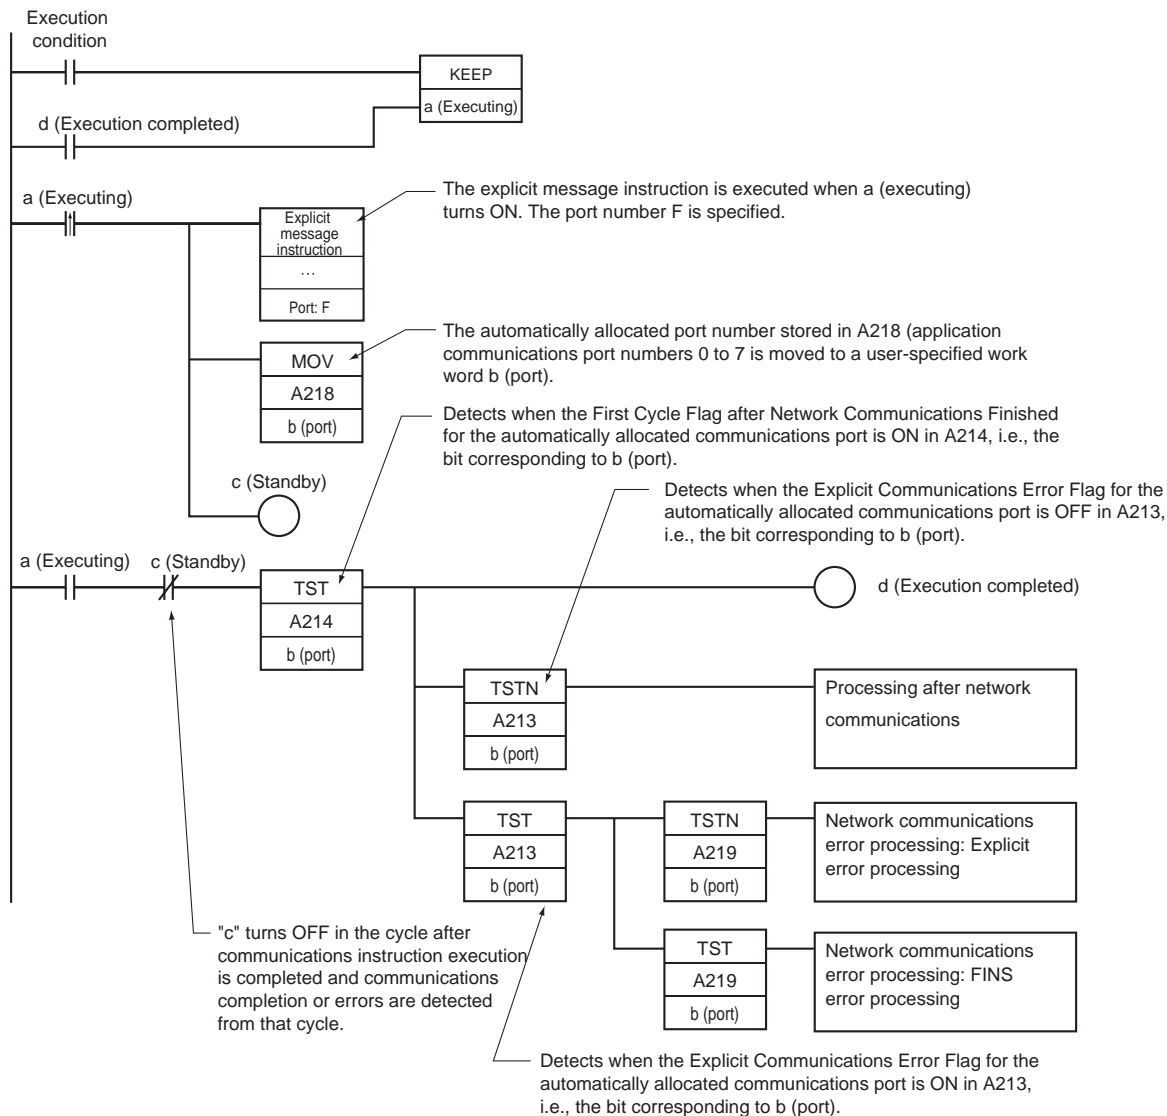 Execution
condition
KEEP
a (Executing)
d (Execution completed)
a (Executing)
The explicit message instruction is executed when a (executing)
turns ON. The port number F is specified.
Explicit
message
instruction
...
Port: F
The automatically allocated port number stored in A218 (application
communications port numbers 0 to 7 is moved to a user-specified work
word b (port).
MOV
A218
b (port)
Detects when the First Cycle Flag after Network Communications Finished
for the automatically allocated communications port is ON in A214, i.e., the
bit corresponding to b (port).
c (Standby)
Detects when the Explicit Communications Error Flag for the
automatically allocated communications port is OFF in A213,
i.e., the bit corresponding to b (port).
a (Executing)
c (Standby)
TST
A214
b (port)
d (Execution completed)
TSTN
A213
b (port)
Processing after network
communications
TST
A213
b (port)
TSTN
A219
b (port)
Network communications
error processing: Explicit
error processing
"c" turns OFF in the cycle after
communications instruction execution
is completed and communications
completion or errors are detected
from that cycle.
TST
A219
b (port)
Network communications
error processing: FINS
error processing
Detects when the Explicit Communications Error Flag for the
automatically allocated communications port is ON in A213,
i.e., the bit corresponding to b (port).